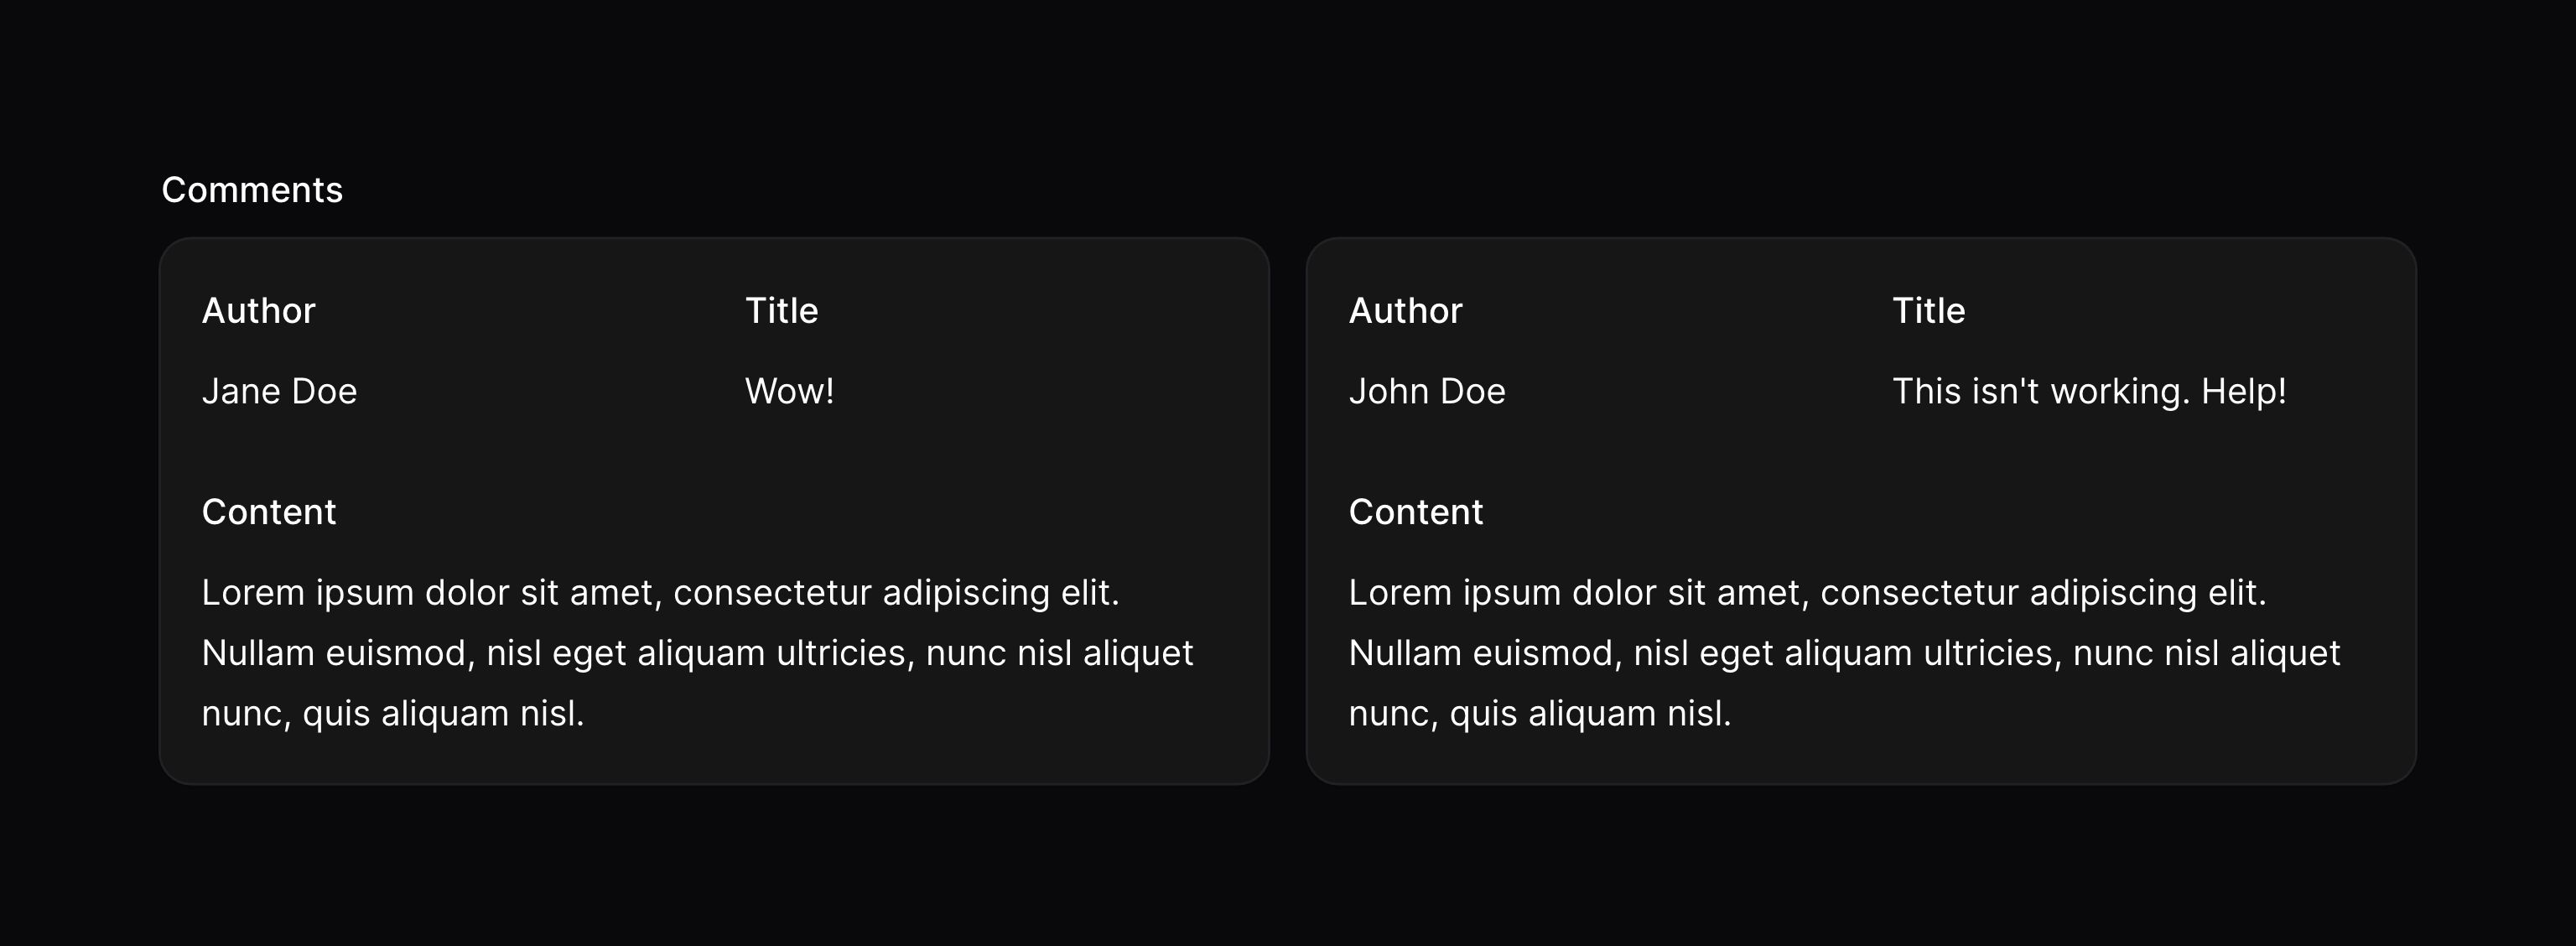 Comments
Author
Title
Jane Doe
Wow!
Content
Lorem ipsum dolor sit amet, consectetur adipiscing elit.
Nullam euismod, nisl eget aliquam ultricies, nunc nisl aliquet
nunc, quis aliquam nisl.
Author
Title
John Doe
This isn't working. Help!
Content
Lorem ipsum dolor sit amet, consectetur adipiscing elit.
Nullam euismod, nisl eget aliquam ultricies, nunc nisl aliquet
nunc, quis aliquam nisl.